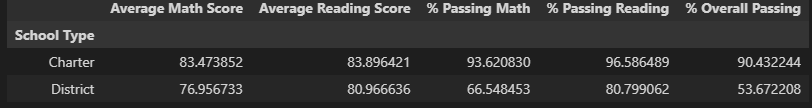 Average Math Score Average Reading Score % Passing Math % Passing Reading % Overall Passing
School Type
Charter 83.473852 83.896421 93.620830 96.586489 90.432244
District 76.956733 80.966636 66.548453 80.799062 53.672208